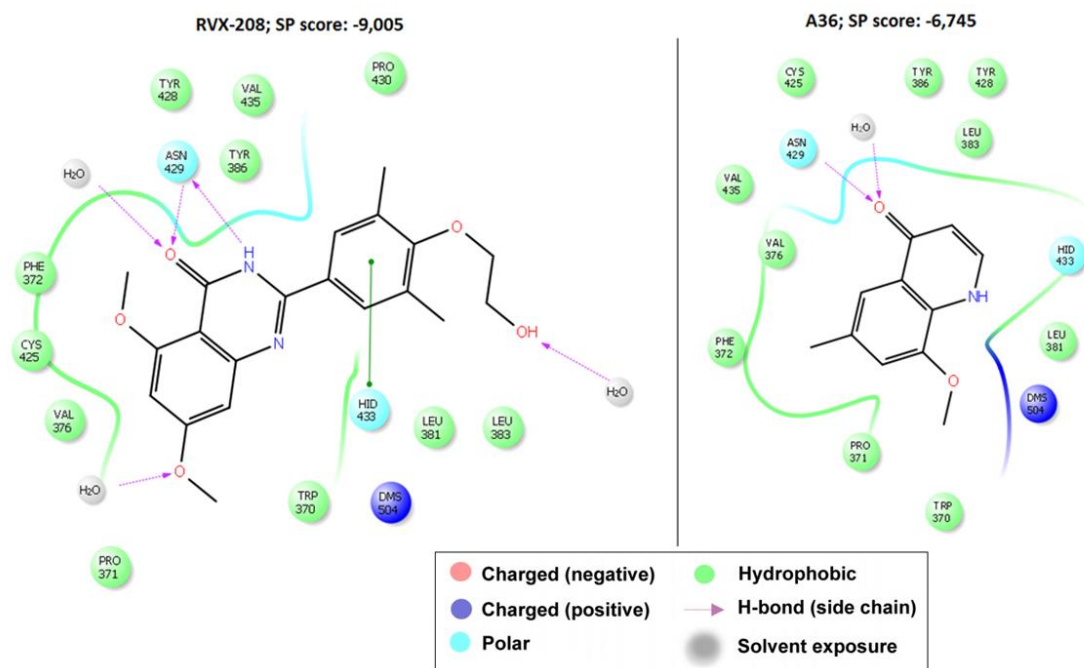 RVX-208; SP score: -9,005
PRO
430
TYR
428
VAL
435
ASN
429
TYR
386
H₂O
O
H
N
O
OH
PHE
372
O
N
H₂O
CYS
425
HID
433
LEU
381
LEU
383
VAL
376
O
H₂O
TRP
370
DMS
504
PRO
371
A36; SP score: -6,745
CYS
425
TYR
386
TYR
428
H₂O
LEU
383
ASN
429
VAL
435
O
VAL
376
HID
433
NH
PHE
372
LEU
381
O
DMS
504
PRO
371
TRP
370
Charged (negative)
Hydrophobic
Charged (positive)
H-bond (side chain)
Polar
Solvent exposure